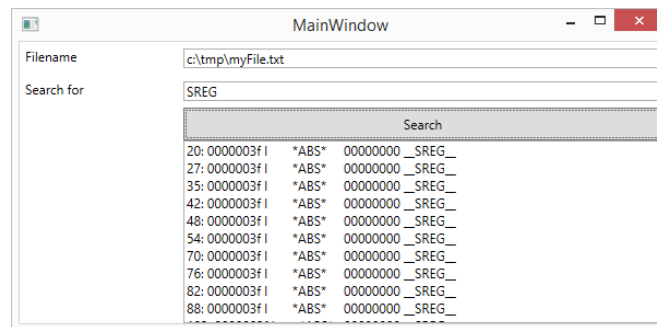 MainWindow
Filename
c:\tmp\myFile.txt
Search for
SREG
Search
20: 0000003f l *ABS* 00000000 __SREG__
27: 0000003f l *ABS* 00000000 __SREG__
35: 0000003f l *ABS* 00000000 __SREG__
42: 0000003f l *ABS* 00000000 __SREG__
48: 0000003f l *ABS* 00000000 __SREG__
54: 0000003f l *ABS* 00000000 __SREG__
70: 0000003f l *ABS* 00000000 __SREG__
76: 0000003f l *ABS* 00000000 __SREG__
82: 0000003f l *ABS* 00000000 __SREG__
88: 0000003f l *ABS* 00000000 __SREG__